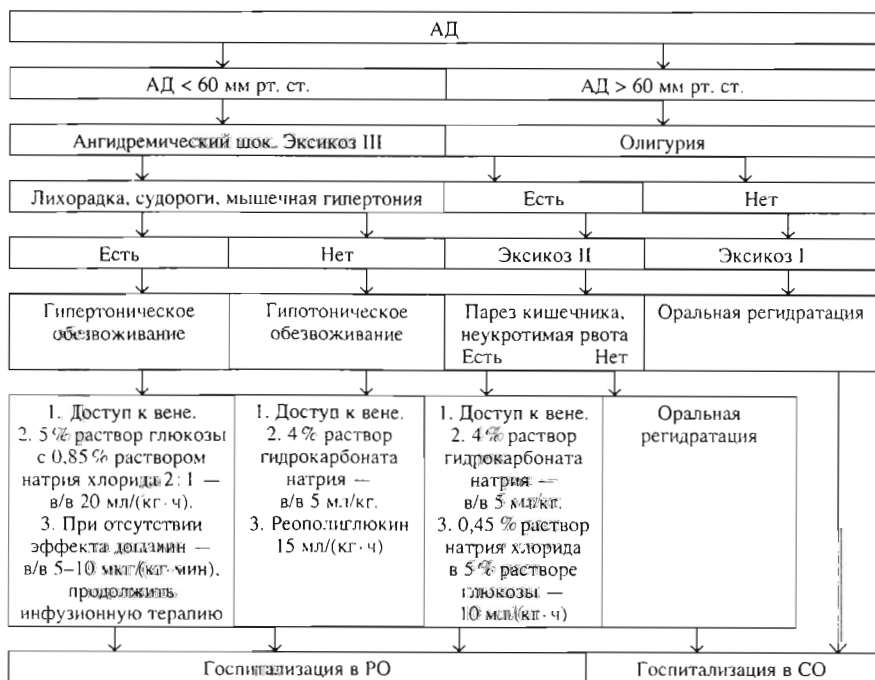 АД
АД < 60 мм рт. ст.
АД > 60 мм рт. ст.
Ангидремический шок. Эксикоз III
Олигурия
Лихорадка, судороги, мышечная гипертония
Есть
Нет
Есть
Нет
Эксикоз II
Эксикоз I
Гипертоническое
обезвоживание
Гипотоническое
обезвоживание
Парез кишечника,
неукротимая рвота
Есть Нет
Оральная регидратация
1. Доступ к вене.
2. 5 % раствор глюкозы
с 0,85 % раствором
натрия хлорида 2 : 1 —
в/в 20 мл/(кг · ч).
3. При отсутствии
эффекта допамин —
в/в 5–10 мкг/(кг · мин),
продолжить
инфузионную терапию
1. Доступ к вене.
2. 4 % раствор
гидрокарбоната
натрия —
в/в 5 мл/кг.
3. Реополиглюкин
15 мл/(кг · ч)
1. Доступ к вене.
2. 4 % раствор
гидрокарбоната
натрия —
в/в 5 мл/кг.
3. 0,45 % раствор
натрия хлорида
в 5 % растворе
глюкозы —
10 мл/(кг · ч)
Оральная
регидратация
Госпитализация в РО
Госпитализация в СО